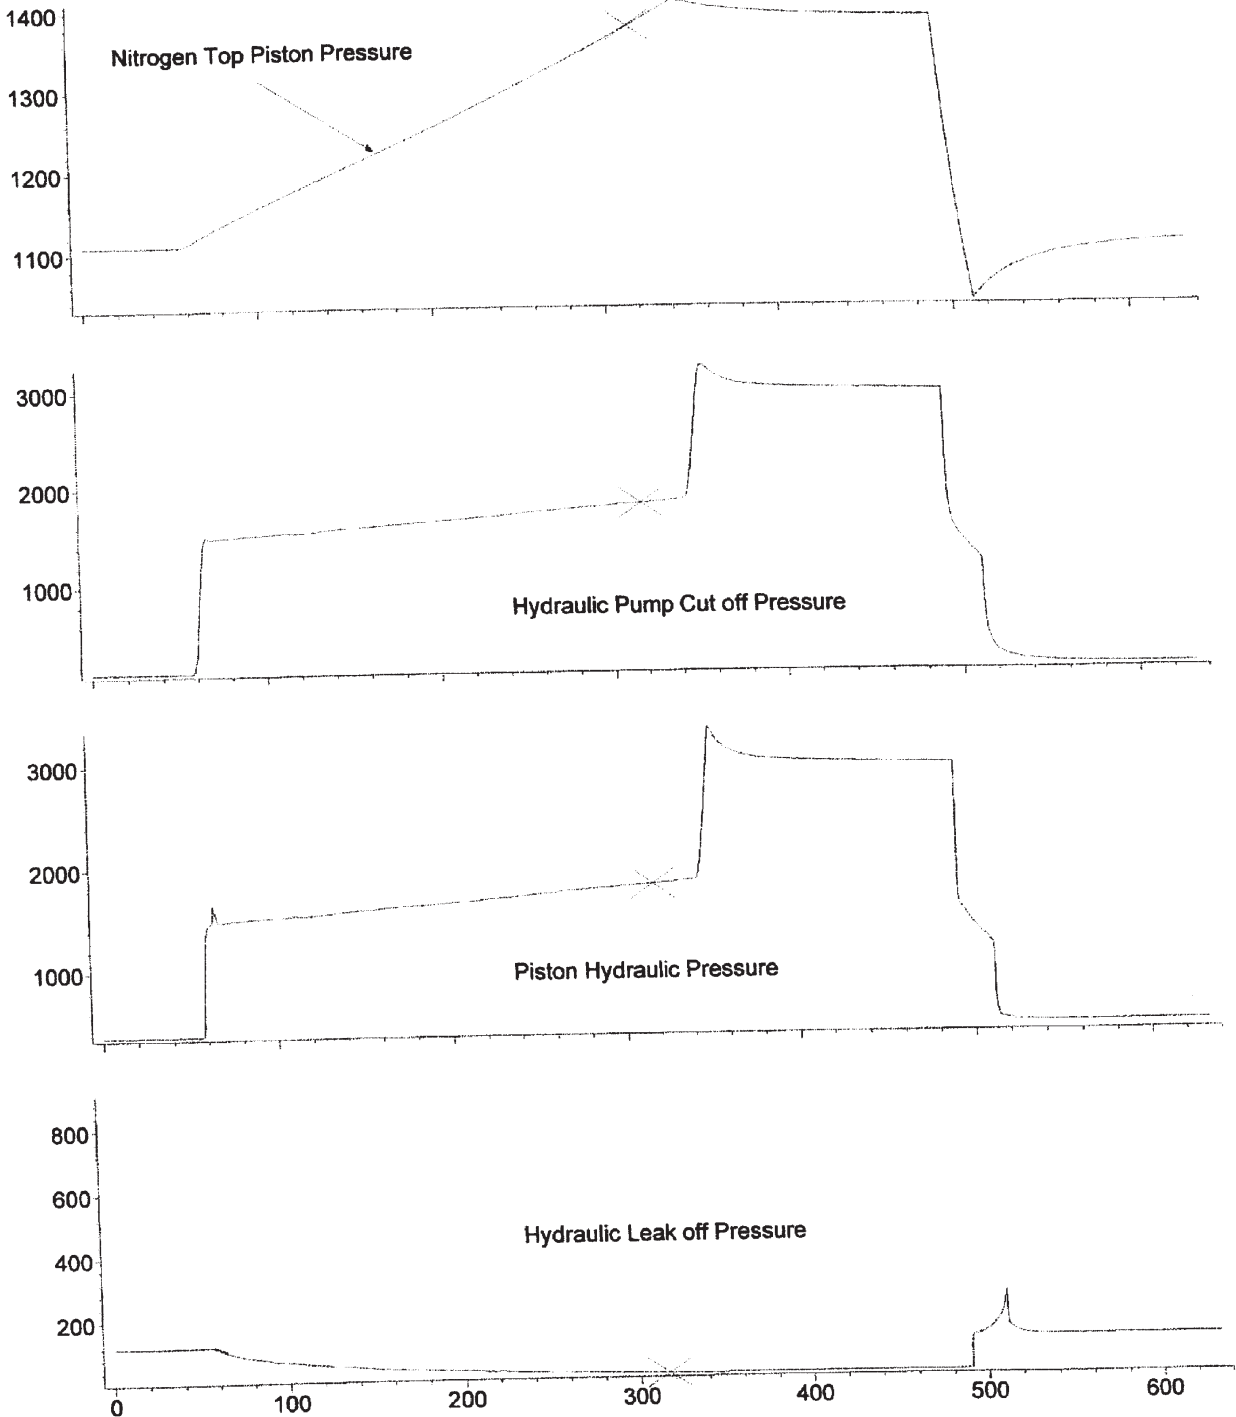 1400
Nitrogen Top Piston Pressure
1300
1200
1100
3000
2000
1000
Hydraulic Pump Cut off Pressure
3000
2000
1000
Piston Hydraulic Pressure
800
600
Hydraulic Leak off Pressure
400
200
0 100 200 300 400 500 600